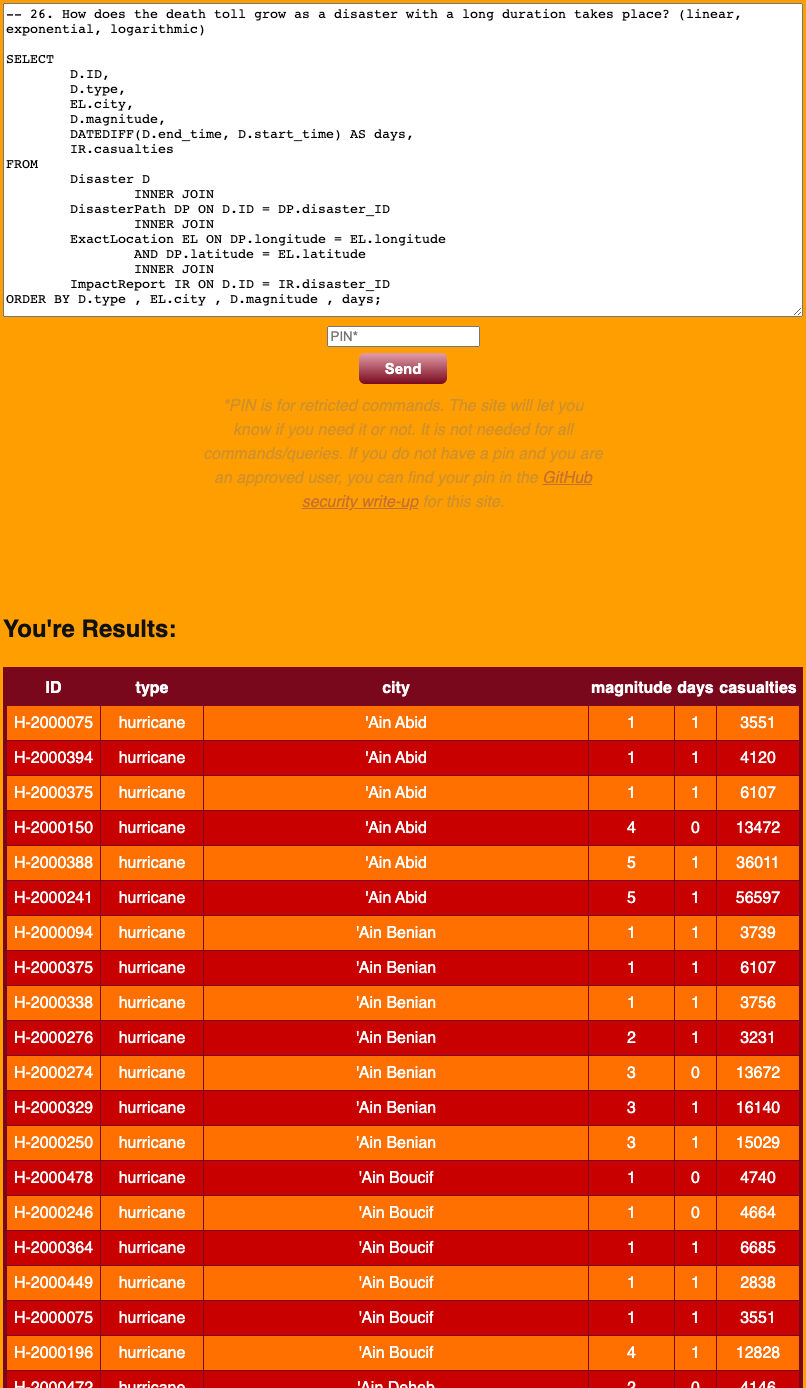 -- 26. How does the death toll grow as a disaster with a long duration takes place? (linear,
exponential, logarithmic)
SELECT
D.ID,
D.type,
EL.city,
D.magnitude,
DATEDIFF(D.end_time, D.start_time) AS days,
IR.casualties
FROM
Disaster D
INNER JOIN
DisasterPath DP ON D.ID = DP.disaster_ID
INNER JOIN
ExactLocation EL ON DP.longitude = EL.longitude
AND DP.latitude = EL.latitude
INNER JOIN
ImpactReport IR ON D.ID = IR.disaster_ID
ORDER BY D.type , EL.city , D.magnitude , days;
PIN*
Send
*PIN is for retricted commands. The site will let you
know if you need it or not. It is not needed for all
commands/queries. If you do not have a pin and you are
an approved user, you can find your pin in the GitHub
security write-up for this site.
You're Results:
ID type city magnitude days casualties
H-2000075 hurricane 'Ain Abid 1 1 3551
H-2000394 hurricane 'Ain Abid 1 1 4120
H-2000375 hurricane 'Ain Abid 1 1 6107
H-2000150 hurricane 'Ain Abid 4 0 13472
H-2000388 hurricane 'Ain Abid 5 1 36011
H-2000241 hurricane 'Ain Abid 5 1 56597
H-2000094 hurricane 'Ain Benian 1 1 3739
H-2000375 hurricane 'Ain Benian 1 1 6107
H-2000338 hurricane 'Ain Benian 1 1 3756
H-2000276 hurricane 'Ain Benian 2 1 3231
H-2000274 hurricane 'Ain Benian 3 0 13672
H-2000329 hurricane 'Ain Benian 3 1 16140
H-2000250 hurricane 'Ain Benian 3 1 15029
H-2000478 hurricane 'Ain Boucif 1 0 4740
H-2000246 hurricane 'Ain Boucif 1 0 4664
H-2000364 hurricane 'Ain Boucif 1 1 6685
H-2000449 hurricane 'Ain Boucif 1 1 2838
H-2000075 hurricane 'Ain Boucif 1 1 3551
H-2000196 hurricane 'Ain Boucif 4 1 12828
H-2000472 hurricane 'Ain Deheb 2 0 4146